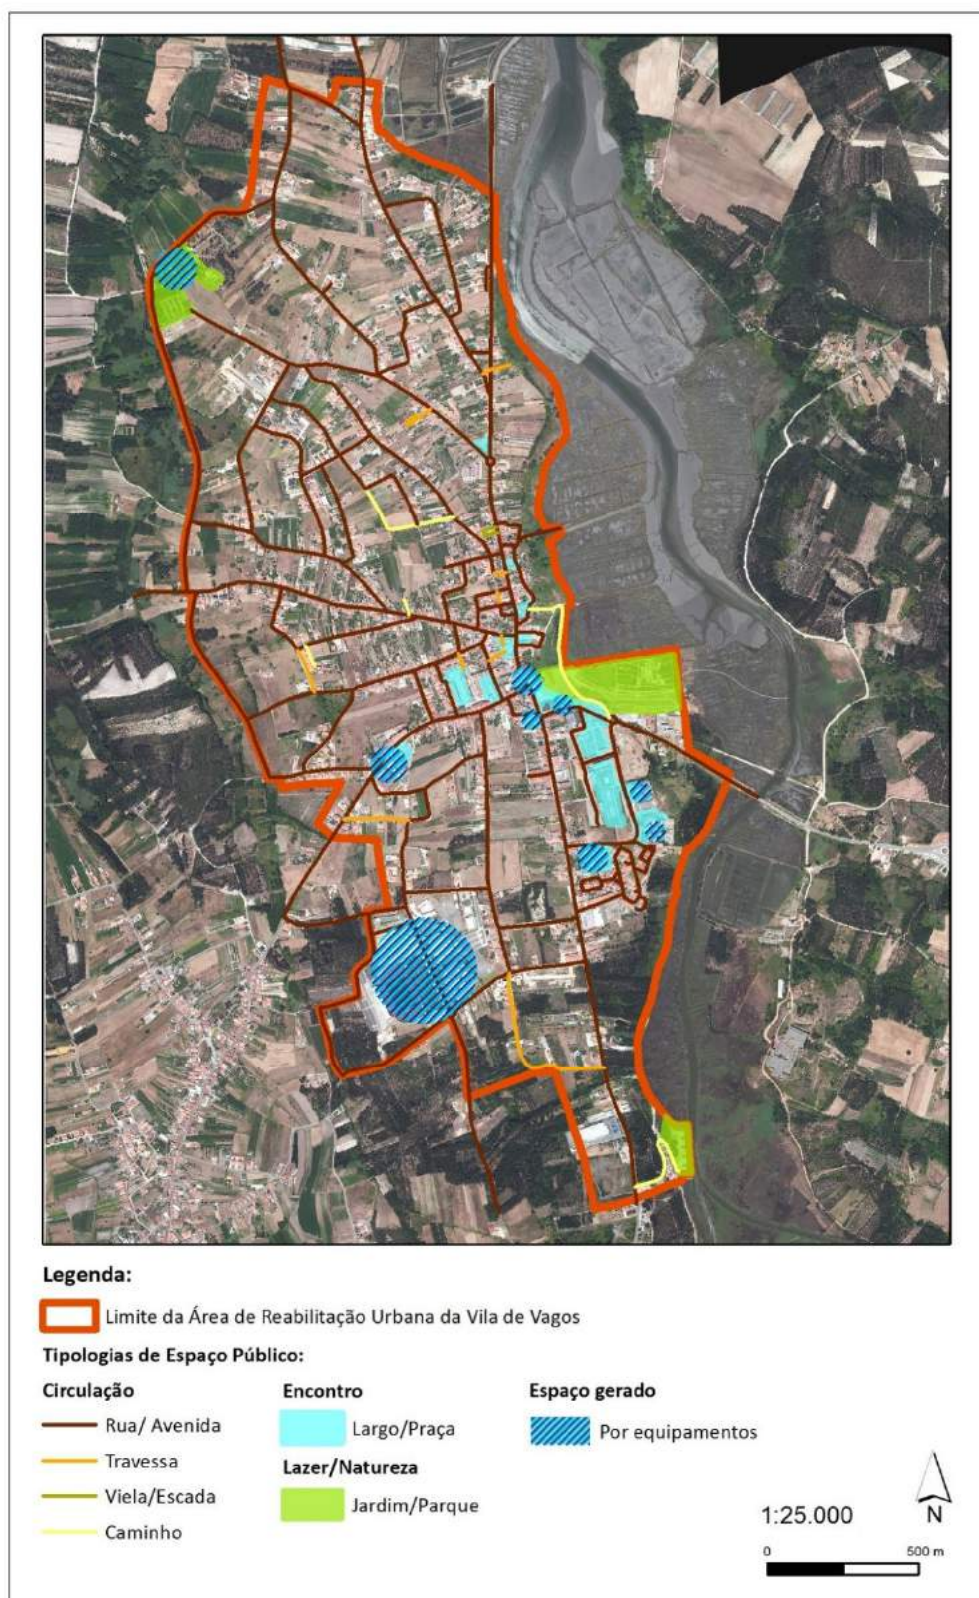 Legenda:
Limite da Área de Reabilitação Urbana da Vila de Vagos
Tipologias de Espaço Público:
Circulação
Rua/ Avenida
Travessa
Viela/Escada
Caminho
Encontro
Largo/Praça
Lazer/Natureza
Jardim/Parque
Espaço gerado
Por equipamentos
1:25.000
N
0 500 m